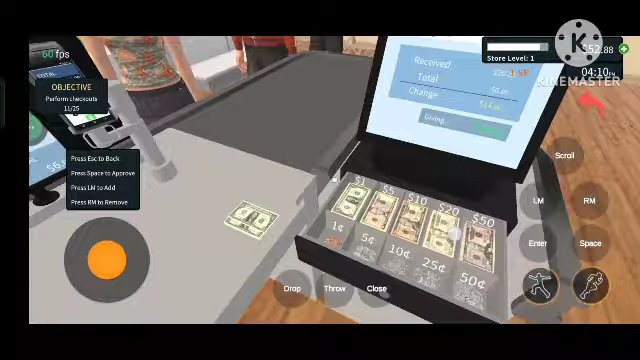 60 fps
$52.88
Store Level: 1
04:10
KINEMASTER
TOTAL
OBJECTIVE
Perform checkouts
11/25
Press Esc to Back
Press Space to Approve
Press LM to Add
Press RM to Remove
Received
Total
Change
Giving...
Scroll
LM
RM
Enter
Space
$1
$5
$10
$20
$50
1¢
5¢
10¢
25¢
50¢
Drop
Throw
Close